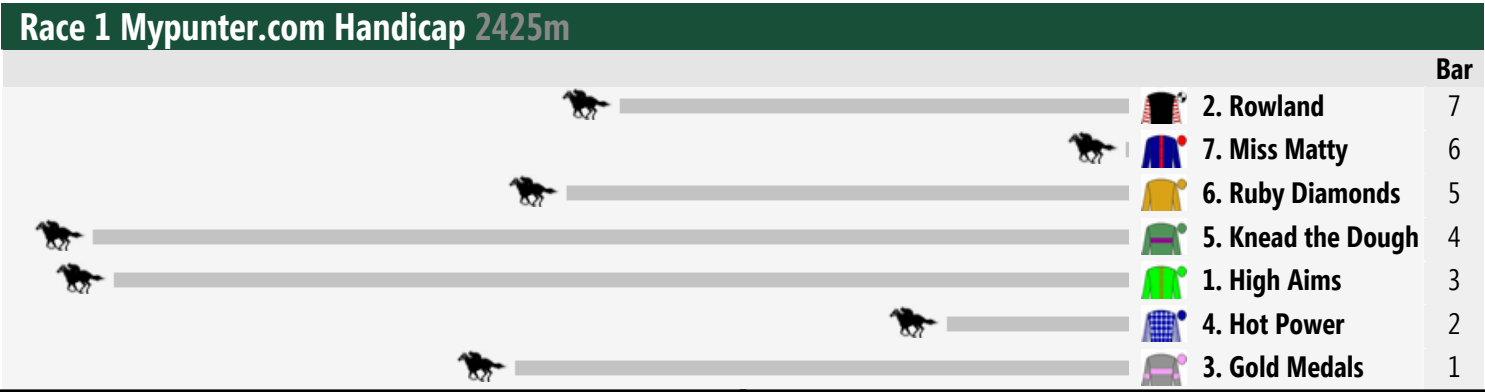 Race 1 Mypunter.com Handicap 2425m
Bar
2. Rowland 7
7. Miss Matty 6
6. Ruby Diamonds 5
5. Knead the Dough 4
1. High Aims 3
4. Hot Power 2
3. Gold Medals 1